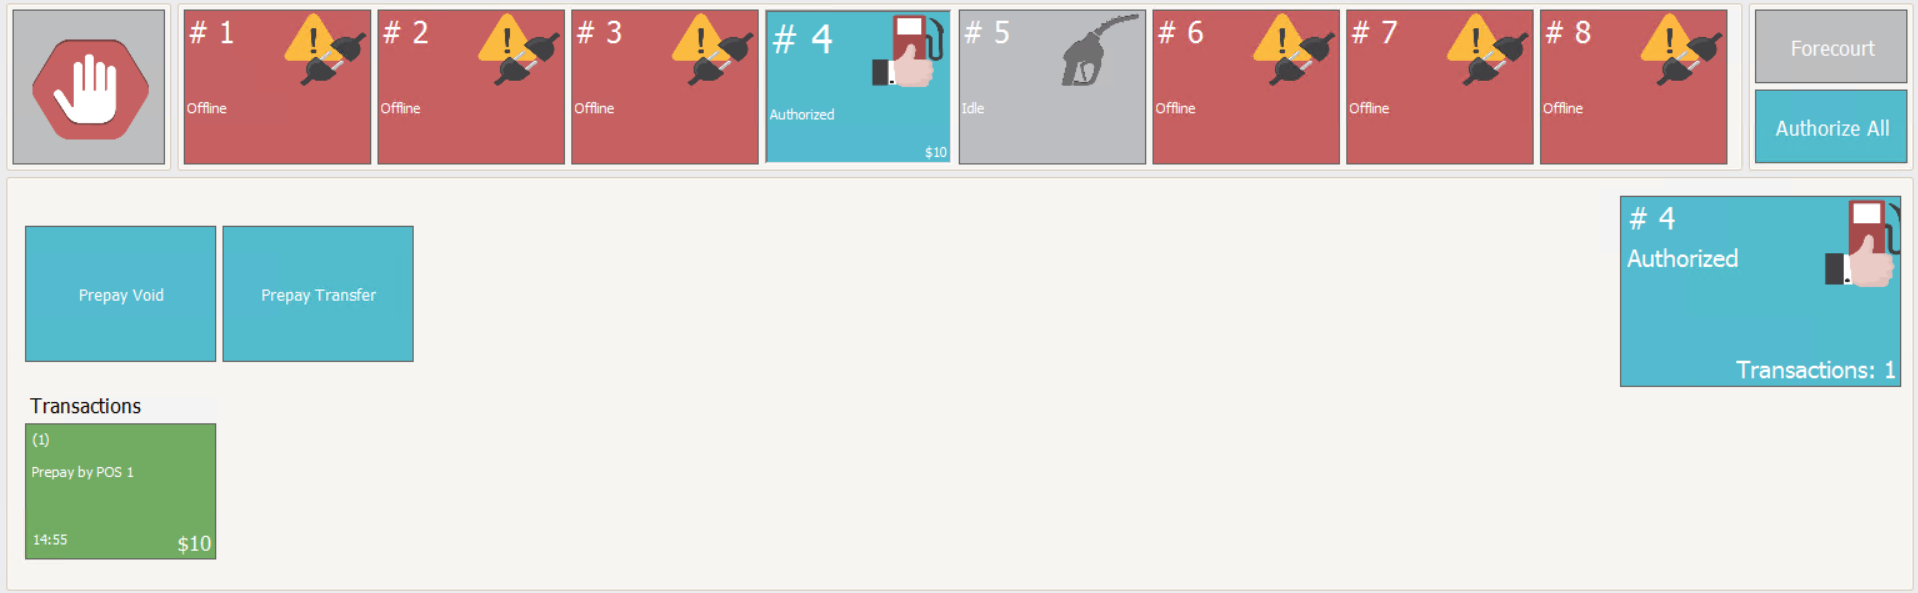 # 1
Offline
# 2
Offline
# 3
Offline
# 4
Authorized
$10
# 5
Idle
# 6
Offline
# 7
Offline
# 8
Offline
Forecourt
Authorize All
Prepay Void
Prepay Transfer
# 4
Authorized
Transactions: 1
Transactions
(1)
Prepay by POS 1
14:55
$10